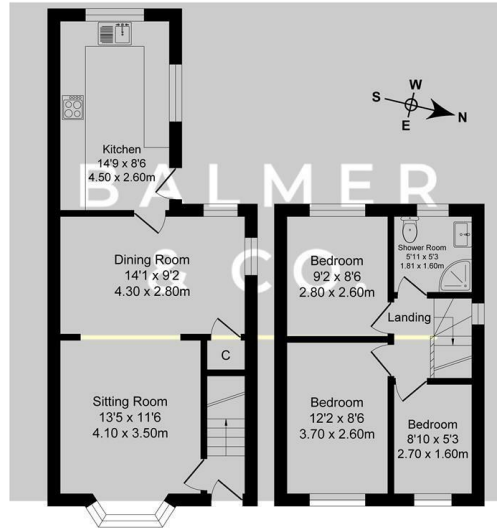 W
S
N
E
Kitchen
14'9 x 8'6
4.50 x 2.60m
BALMER
& CO.
Dining Room
14'1 x 9'2
4.30 x 2.80m
C
Sitting Room
13'5 x 11'6
4.10 x 3.50m
Bedroom
9'2 x 8'6
2.80 x 2.60m
Shower Room
5'11 x 5'3
1.81 x 1.60m
Landing
Bedroom
12'2 x 8'6
3.70 x 2.60m
Bedroom
8'10 x 5'3
2.70 x 1.60m